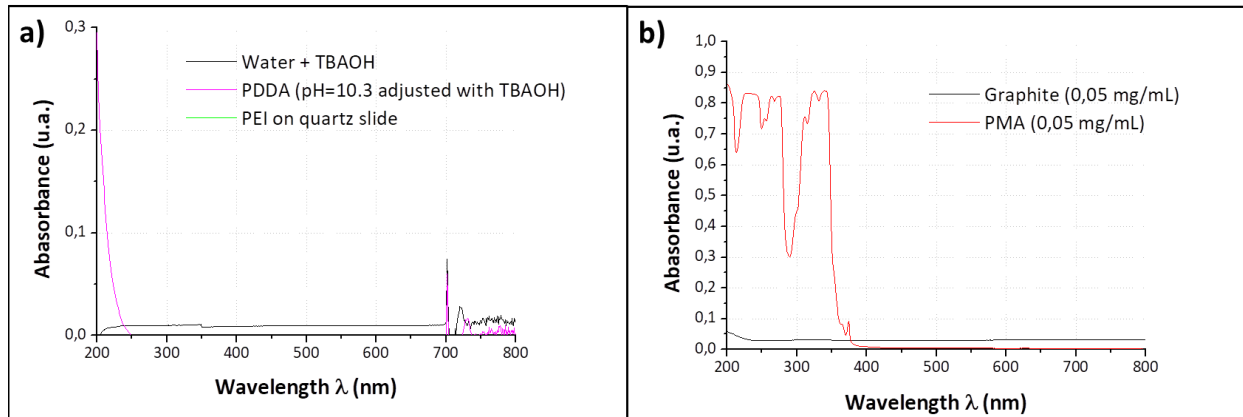 a)
Water + TBAOH
PDDA (pH=10.3 adjusted with TBAOH)
PEI on quartz slide
Abasorbance (u.a.)
0,3
0,2
0,1
0,0
200 300 400 500 600 700 800
Wavelength λ (nm)
b)
Graphite (0,05 mg/mL)
PMA (0,05 mg/mL)
Abasorbance (u.a.)
1,0
0,9
0,8
0,7
0,6
0,5
0,4
0,3
0,2
0,1
0,0
200 300 400 500 600 700 800
Wavelength λ (nm)